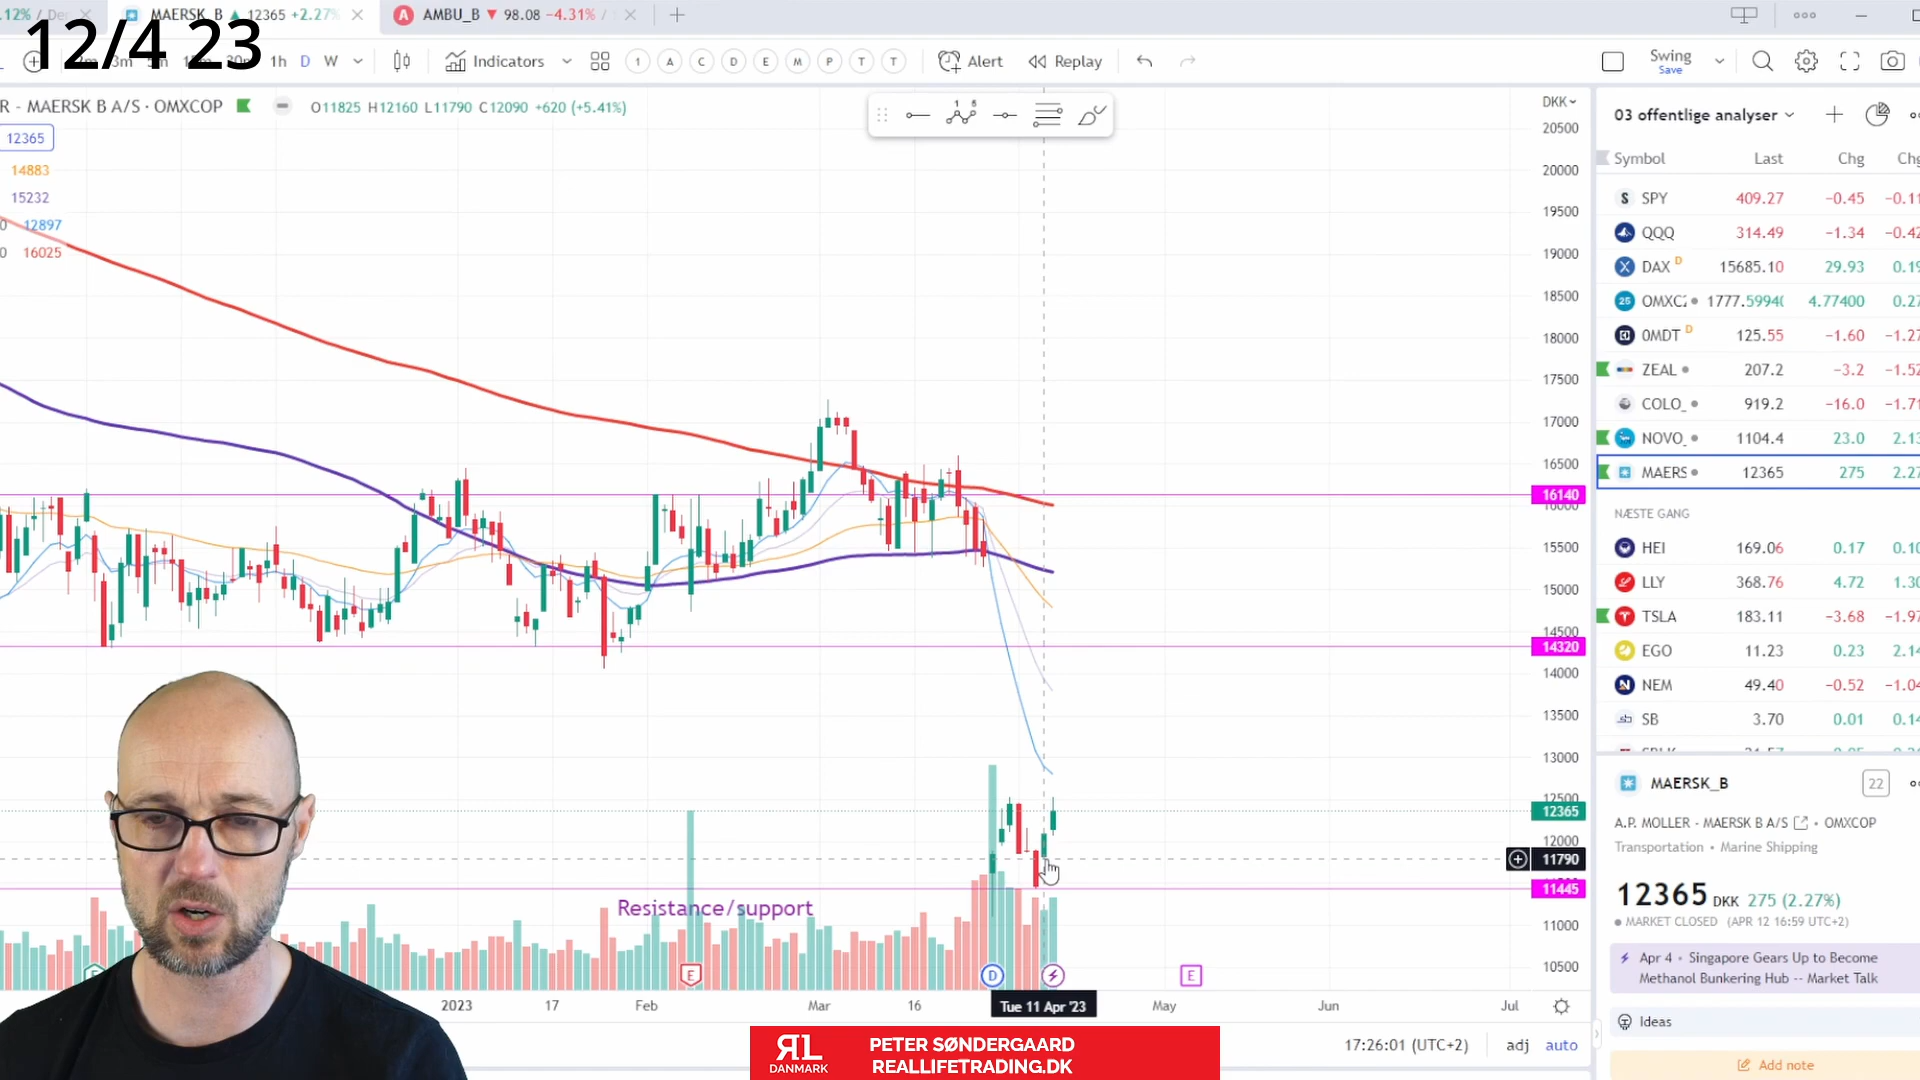 .12% / Der
MAERSK_B ▲ 12365 +2.27%
AMBU_B ▼ 98.08 −4.31% /
12/4 23
3m
1h D W
Indicators
1 A C D E M P T T
Alert
Replay
Swing
Save
R - MAERSK B A/S · OMXCOP
O11825 H12160 L11790 C12090 +620 (+5.41%)
12365
14883
15232
0 12897
0 16025
DKK
20500
20000
19500
19000
18500
18000
17500
17000
16500
16140
16000
15500
15000
14500
14320
14000
13500
13000
12500
12365
12000
11790
11445
11000
10500
Resistance/support
E
E
D
E
2023
17
Feb
Mar
16
Tue 11 Apr '23
May
Jun
Jul
17:26:01 (UTC+2)
adj
auto
RL
DANMARK
PETER SØNDERGAARD
REALLIFETRADING.DK
03 offentlige analyser
Symbol Last Chg Chg
SPY 409.27 −0.45 −0.11
QQQ 314.49 −1.34 −0.42
DAX D 15685.10 29.93 0.19
OMXC2 1777.59940 4.77400 0.27
0MDT D 125.55 −1.60 −1.27
ZEAL 207.2 −3.2 −1.52
COLO_ 919.2 −16.0 −1.71
NOVO_ 1104.4 23.0 2.13
MAERS 12365 275 2.27
NÆSTE GANG
HEI 169.06 0.17 0.10
LLY 368.76 4.72 1.30
TSLA 183.11 −3.68 −1.97
EGO 11.23 0.23 2.14
NEM 49.40 −0.52 −1.04
SB 3.70 0.01 0.14
MAERSK_B
22
A.P. MOLLER - MAERSK B A/S • OMXCOP
Transportation • Marine Shipping
12365 DKK 275 (2.27%)
MARKET CLOSED (APR 12 16:59 UTC+2)
Apr 4 • Singapore Gears Up to Become
Methanol Bunkering Hub -- Market Talk
Ideas
Add note